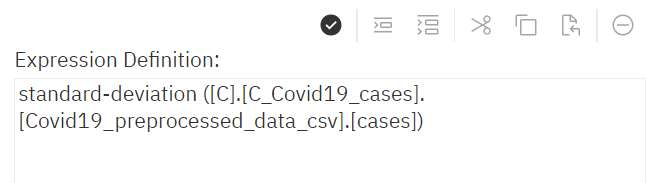 Expression Definition:
standard-deviation ([C].[C_Covid19_cases].
[Covid19_preprocessed_data_csv].[cases])